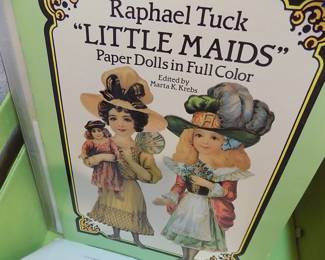 Raphael Tuck
"LITTLE MAIDS"
Paper Dolls in Full Color
Edited by
Marta K. Krebs